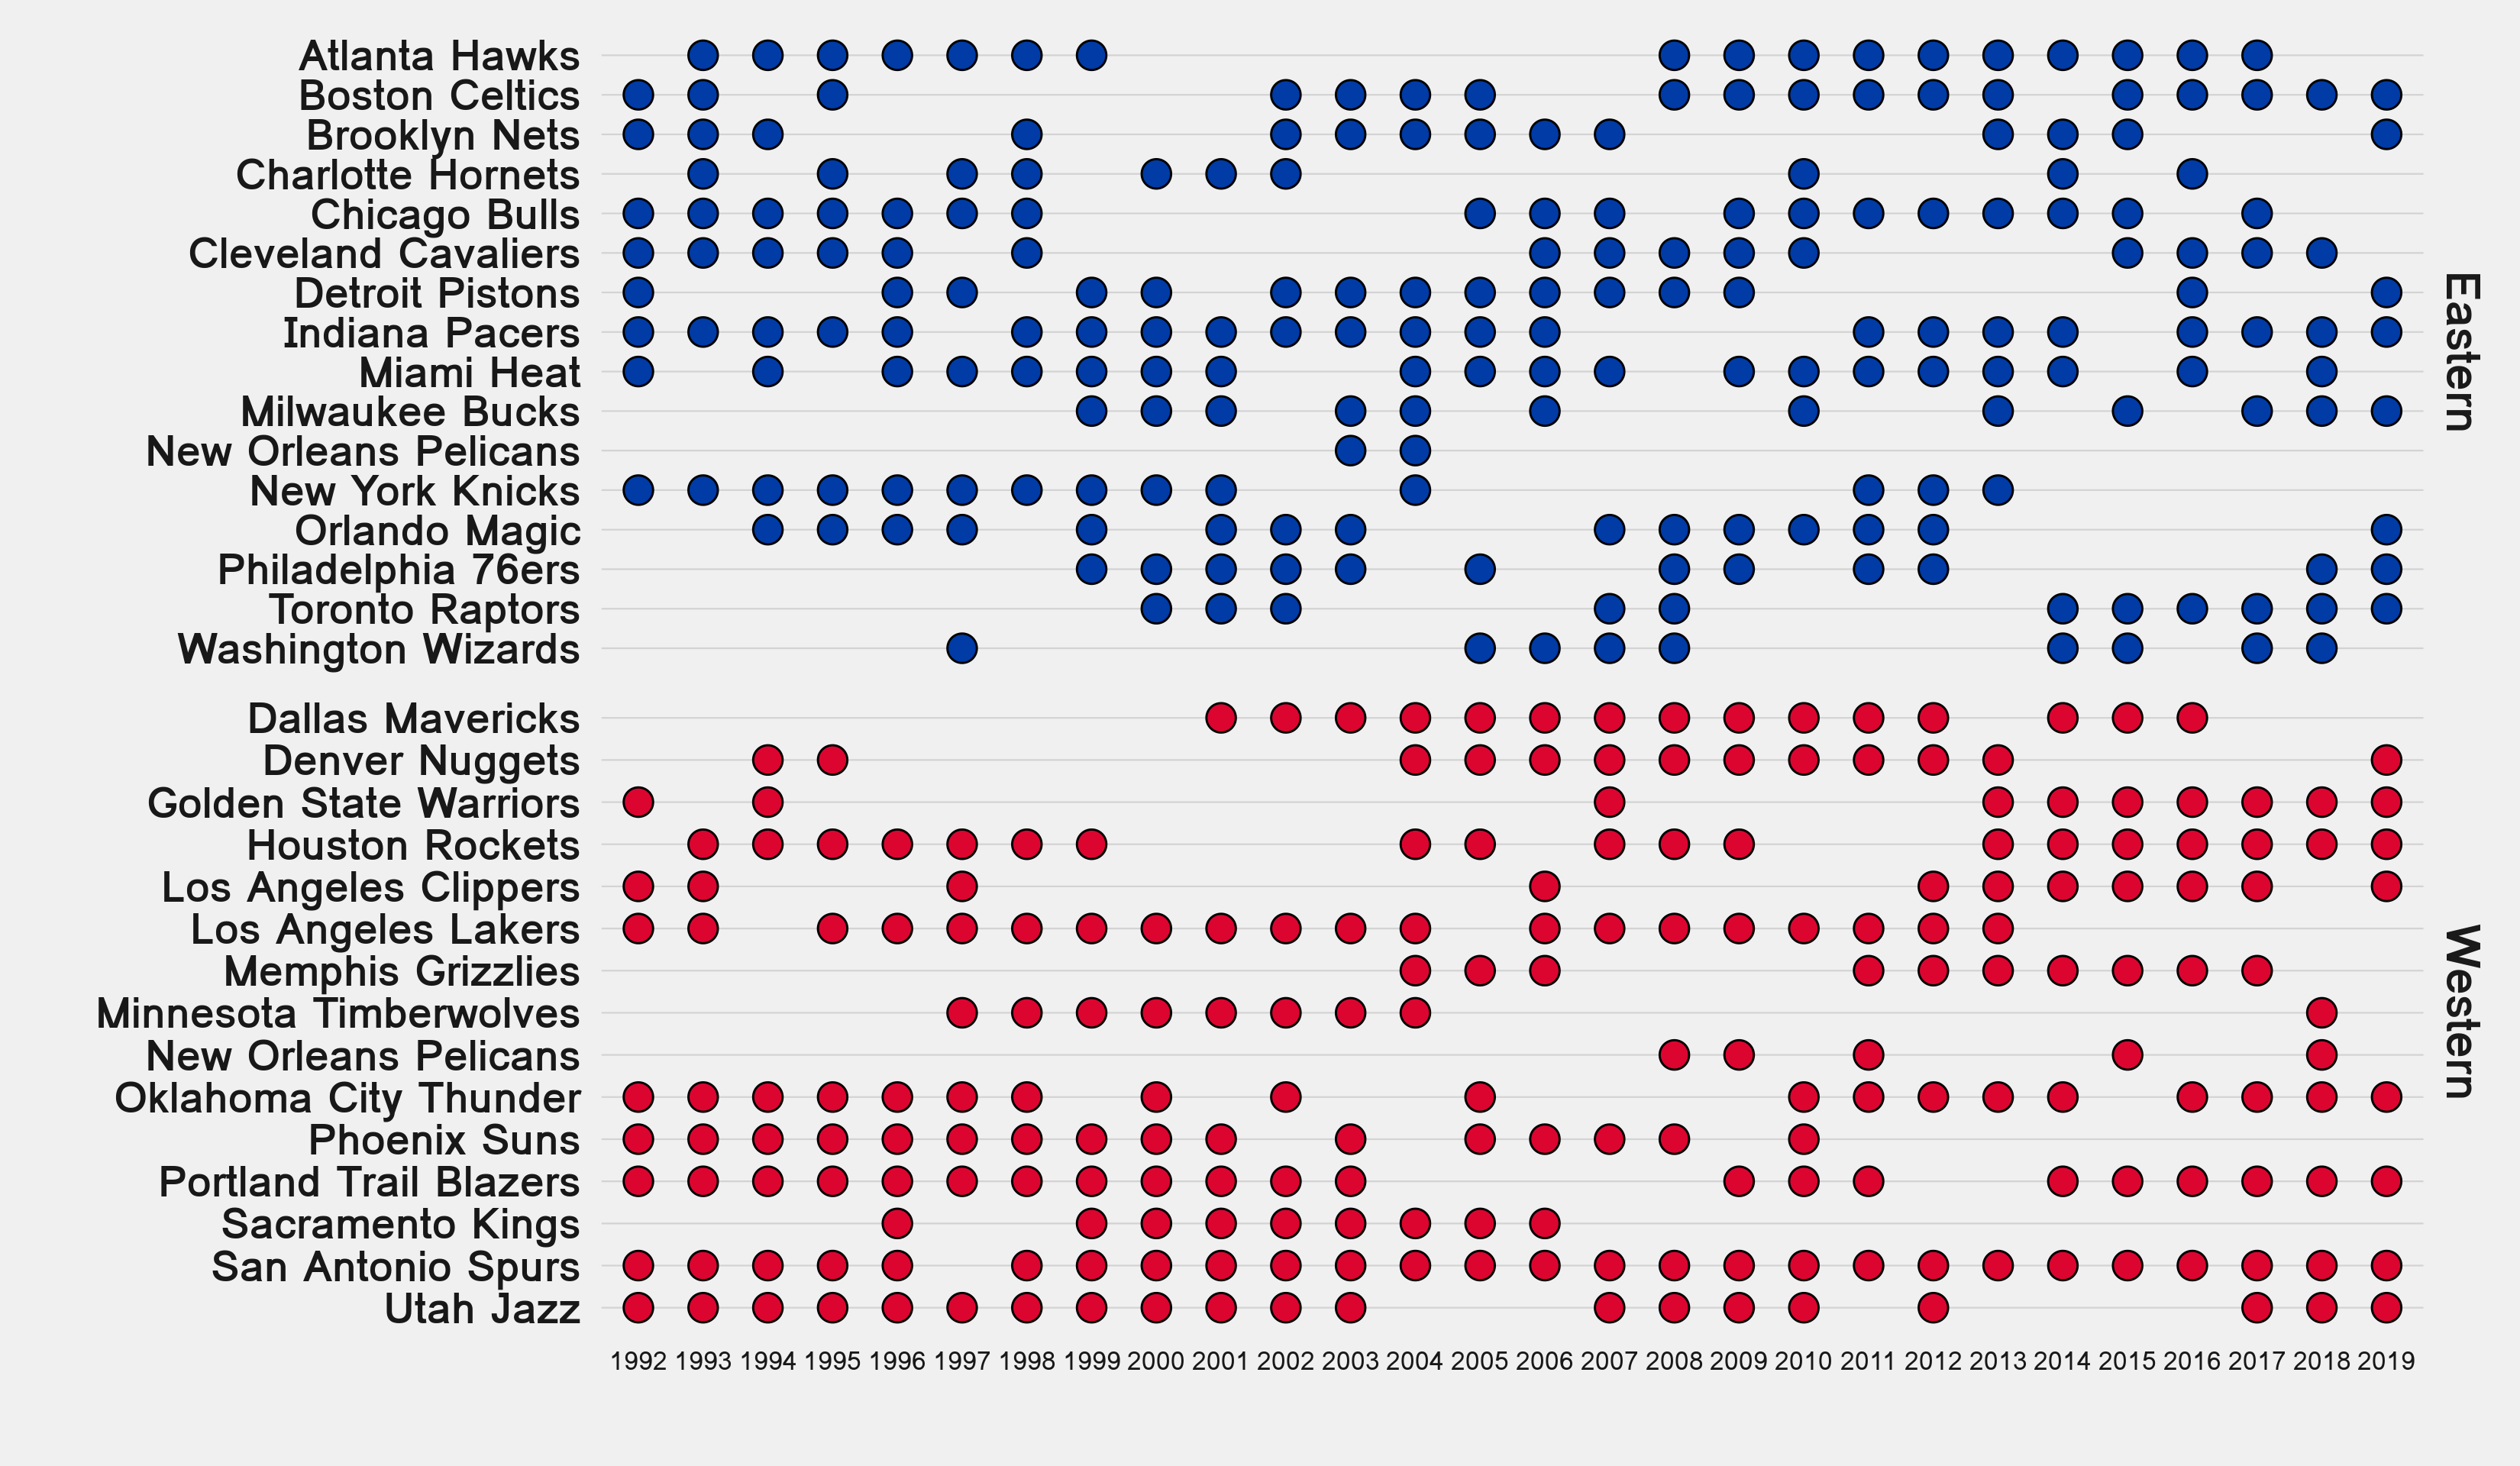 Atlanta Hawks
Boston Celtics
Brooklyn Nets
Charlotte Hornets
Chicago Bulls
Cleveland Cavaliers
Detroit Pistons
Indiana Pacers
Miami Heat
Milwaukee Bucks
New Orleans Pelicans
New York Knicks
Orlando Magic
Philadelphia 76ers
Toronto Raptors
Washington Wizards
Eastern
Dallas Mavericks
Denver Nuggets
Golden State Warriors
Houston Rockets
Los Angeles Clippers
Los Angeles Lakers
Memphis Grizzlies
Minnesota Timberwolves
New Orleans Pelicans
Oklahoma City Thunder
Phoenix Suns
Portland Trail Blazers
Sacramento Kings
San Antonio Spurs
Utah Jazz
Western
1992 1993 1994 1995 1996 1997 1998 1999 2000 2001 2002 2003 2004 2005 2006 2007 2008 2009 2010 2011 2012 2013 2014 2015 2016 2017 2018 2019